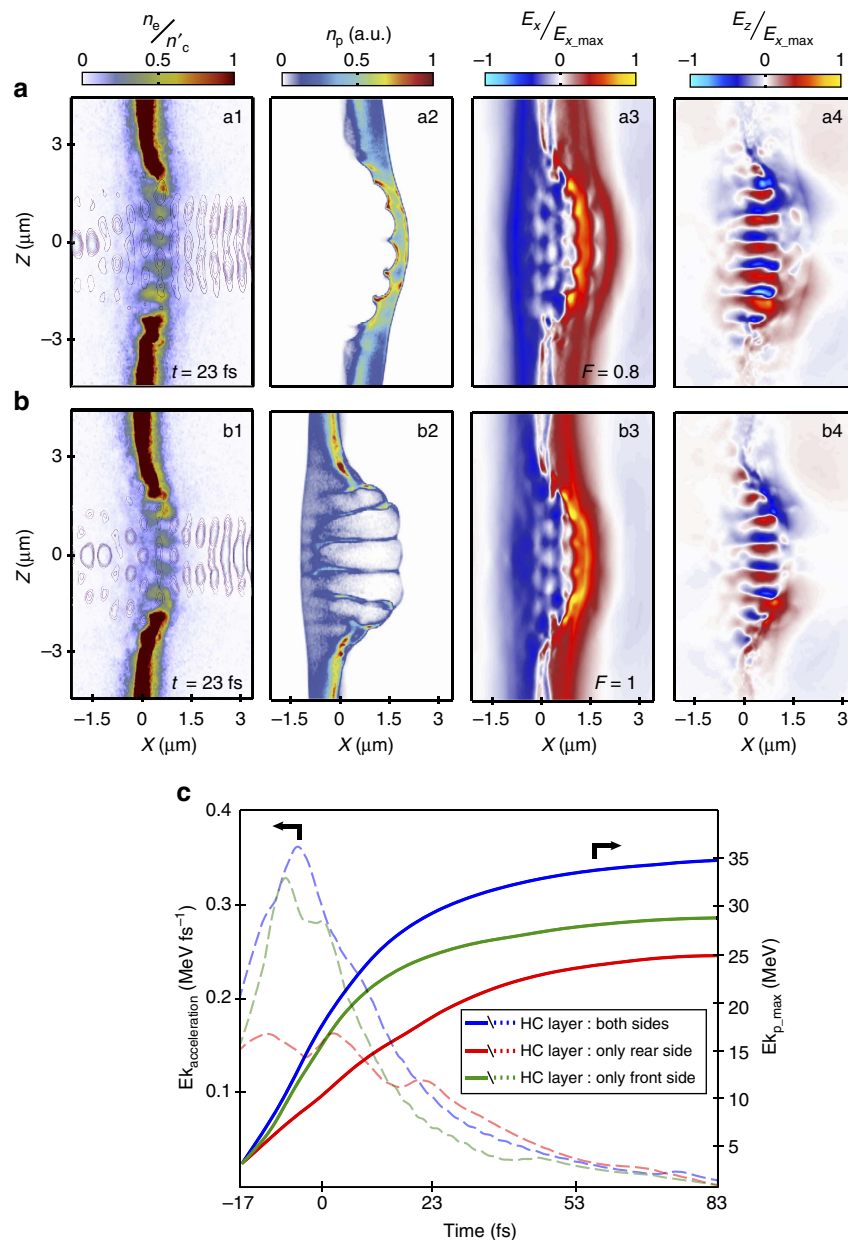 nₑ/n'_c
n_p (a.u.)
E_x/E_x_max
E_z/E_x_max
0 0.5 1
0 0.5 1
−1 0 1
−1 0 1
a
a1
a2
a3
a4
Z (μm)
3
0
−3
t = 23 fs
F = 0.8
b
b1
b2
b3
b4
Z (μm)
3
0
−3
t = 23 fs
F = 1
−1.5 0 1.5 3
−1.5 0 1.5 3
−1.5 0 1.5 3
−1.5 0 1.5 3
X (μm)
X (μm)
X (μm)
X (μm)
c
0.4
0.3
0.2
0.1
Ek_acceleration (MeV fs⁻¹)
35
30
25
20
15
10
5
Ek_p_max (MeV)
HC layer : both sides
HC layer : only rear side
HC layer : only front side
−17 0 23 53 83
Time (fs)